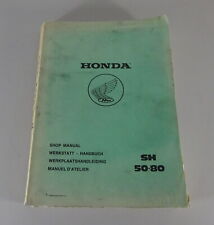 HONDA
SHOP MANUAL
WERKSTATT - HANDBUCH
WERKPLAATSHANDLEIDING
MANUEL D'ATELIER
SH
50·80